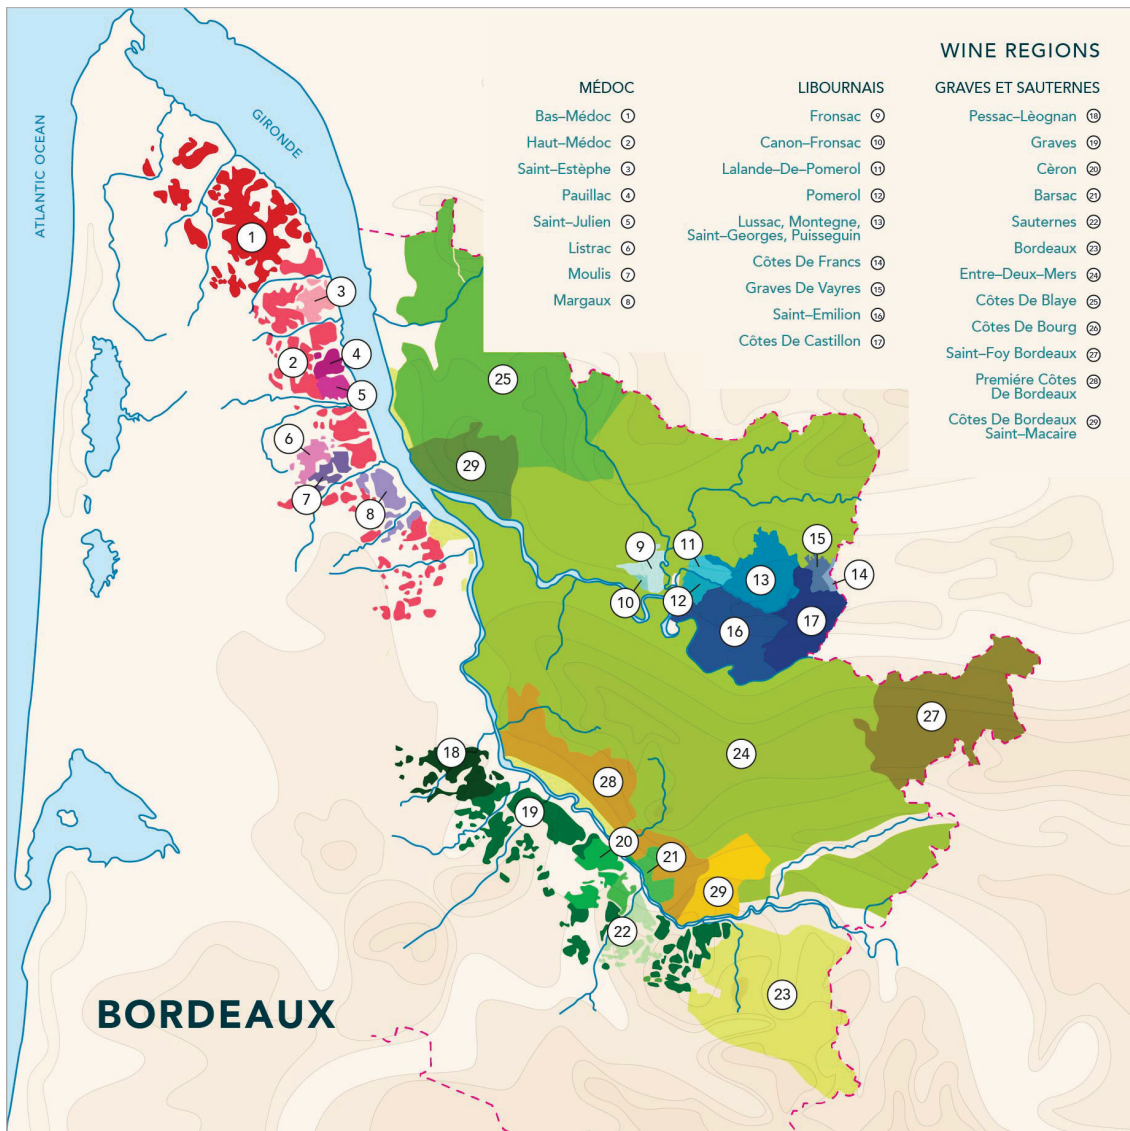 WINE REGIONS
MÉDOC
Bas–Médoc 1
Haut–Médoc 2
Saint–Estèphe 3
Pauillac 4
Saint–Julien 5
Listrac 6
Moulis 7
Margaux 8
LIBOURNAIS
Fronsac 9
Canon–Fronsac 10
Lalande–De–Pomerol 11
Pomerol 12
Lussac, Montegne, 13
Saint–Georges, Puisseguin
Côtes De Francs 14
Graves De Vayres 15
Saint–Emilion 16
Côtes De Castillon 17
GRAVES ET SAUTERNES
Pessac–Lèognan 18
Graves 19
Cèron 20
Barsac 21
Sauternes 22
Bordeaux 23
Entre–Deux–Mers 24
Côtes De Blaye 25
Côtes De Bourg 26
Saint–Foy Bordeaux 27
Premiére Côtes 28
De Bordeaux
Côtes De Bordeaux 29
Saint–Macaire
ATLANTIC OCEAN
GIRONDE
1
3
2
4
5
25
6
29
7
8
9
11
15
10
12
13
14
16
17
27
18
24
28
19
20
21
29
22
23
BORDEAUX